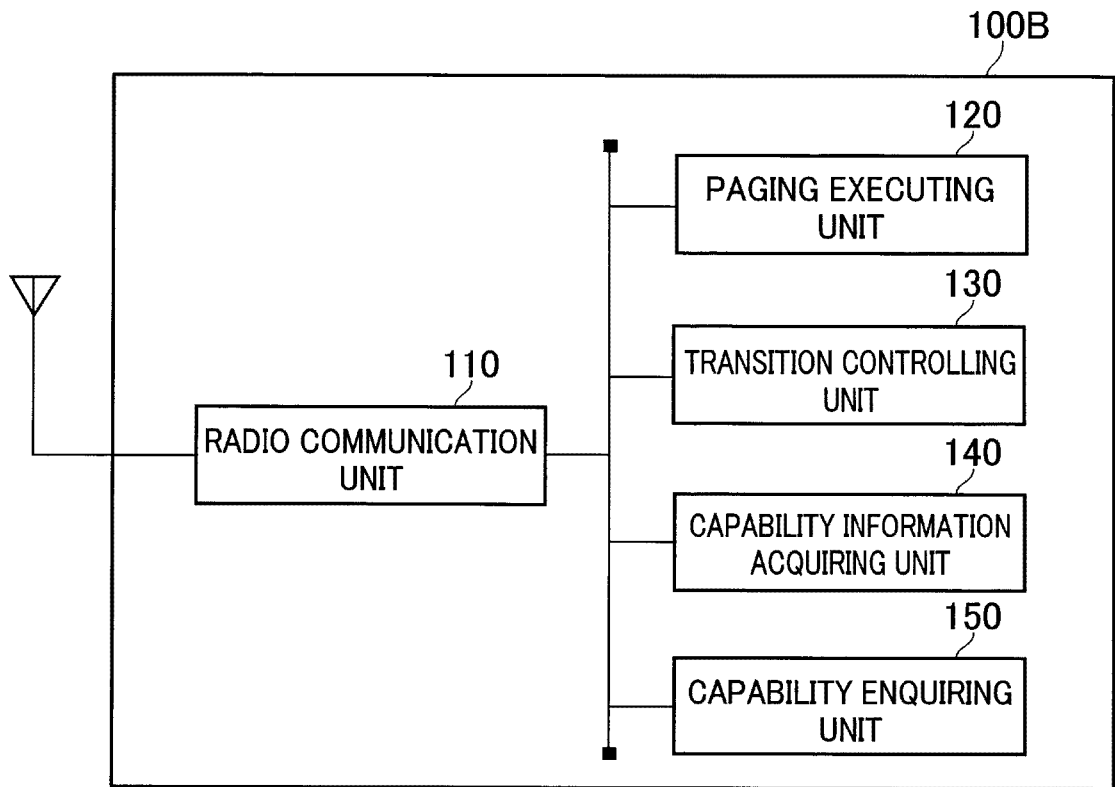 100B
120
PAGING EXECUTING
UNIT
130
TRANSITION CONTROLLING
UNIT
110
RADIO COMMUNICATION
UNIT
140
CAPABILITY INFORMATION
ACQUIRING UNIT
150
CAPABILITY ENQUIRING
UNIT